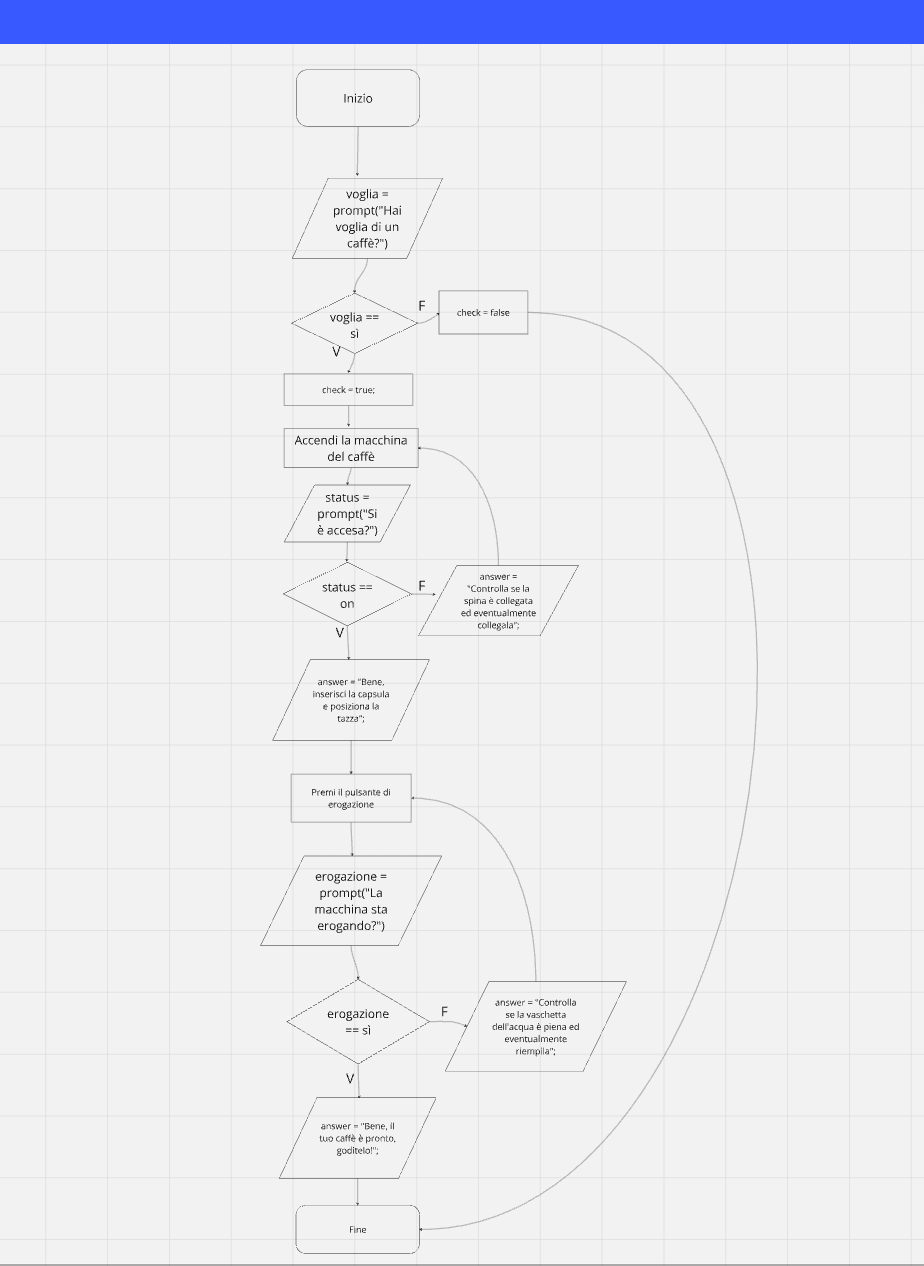 Inizio
voglia =
prompt("Hai
voglia di un
caffè?")
voglia ==
sì
F
check = false
V
check = true;
Accendi la macchina
del caffè
status =
prompt("Si
è accesa?")
status ==
on
F
answer =
"Controlla se la
spina è collegata
ed eventualmente
collegala";
V
answer = "Bene,
inserisci la capsula
e posiziona la
tazza";
Premi il pulsante di
erogazione
erogazione =
prompt("La
macchina sta
erogando?")
erogazione
== sì
F
answer = "Controlla
se la vaschetta
dell'acqua è piena ed
eventualmente
riempila";
V
answer = "Bene, il
tuo caffè è pronto,
goditelo!";
Fine